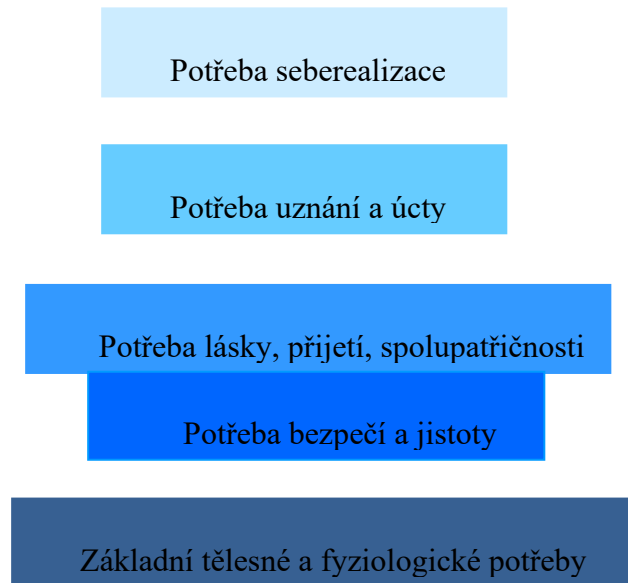 Potřeba seberealizace
Potřeba uznání a úcty
Potřeba lásky, přijetí, spolupatřičnosti
Potřeba bezpečí a jistoty
Základní tělesné a fyziologické potřeby